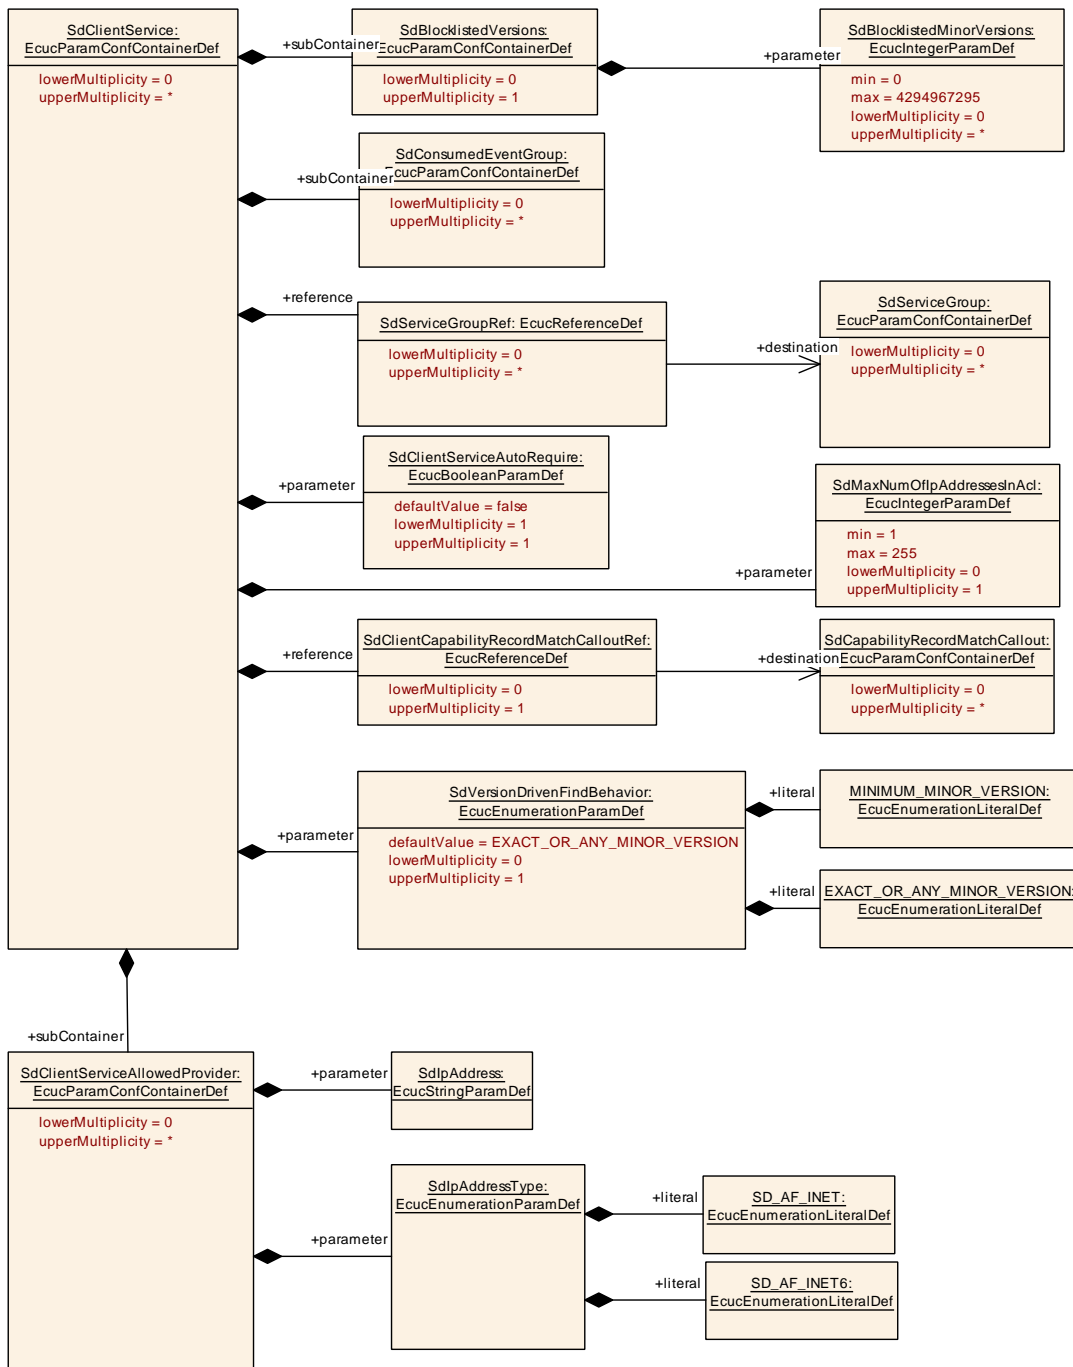 SdClientService:
EcucParamConfContainerDef
lowerMultiplicity = 0
upperMultiplicity = *
+subContainer
SdBlocklistedVersions:
EcucParamConfContainerDef
lowerMultiplicity = 0
upperMultiplicity = 1
+parameter
SdBlocklistedMinorVersions:
EcucIntegerParamDef
min = 0
max = 4294967295
lowerMultiplicity = 0
upperMultiplicity = *
+subContainer
SdConsumedEventGroup:
EcucParamConfContainerDef
lowerMultiplicity = 0
upperMultiplicity = *
+reference
SdServiceGroupRef: EcucReferenceDef
lowerMultiplicity = 0
upperMultiplicity = *
+destination
SdServiceGroup:
EcucParamConfContainerDef
lowerMultiplicity = 0
upperMultiplicity = *
+parameter
SdClientServiceAutoRequire:
EcucBooleanParamDef
defaultValue = false
lowerMultiplicity = 1
upperMultiplicity = 1
+parameter
SdMaxNumOfIpAddressesInAcl:
EcucIntegerParamDef
min = 1
max = 255
lowerMultiplicity = 0
upperMultiplicity = 1
+reference
SdClientCapabilityRecordMatchCalloutRef:
EcucReferenceDef
lowerMultiplicity = 0
upperMultiplicity = 1
+destination
SdCapabilityRecordMatchCallout:
EcucParamConfContainerDef
lowerMultiplicity = 0
upperMultiplicity = *
+parameter
SdVersionDrivenFindBehavior:
EcucEnumerationParamDef
defaultValue = EXACT_OR_ANY_MINOR_VERSION
lowerMultiplicity = 0
upperMultiplicity = 1
+literal
MINIMUM_MINOR_VERSION:
EcucEnumerationLiteralDef
+literal
EXACT_OR_ANY_MINOR_VERSION:
EcucEnumerationLiteralDef
+subContainer
SdClientServiceAllowedProvider:
EcucParamConfContainerDef
lowerMultiplicity = 0
upperMultiplicity = *
+parameter
SdIpAddress:
EcucStringParamDef
+parameter
SdIpAddressType:
EcucEnumerationParamDef
+literal
SD_AF_INET:
EcucEnumerationLiteralDef
+literal
SD_AF_INET6:
EcucEnumerationLiteralDef